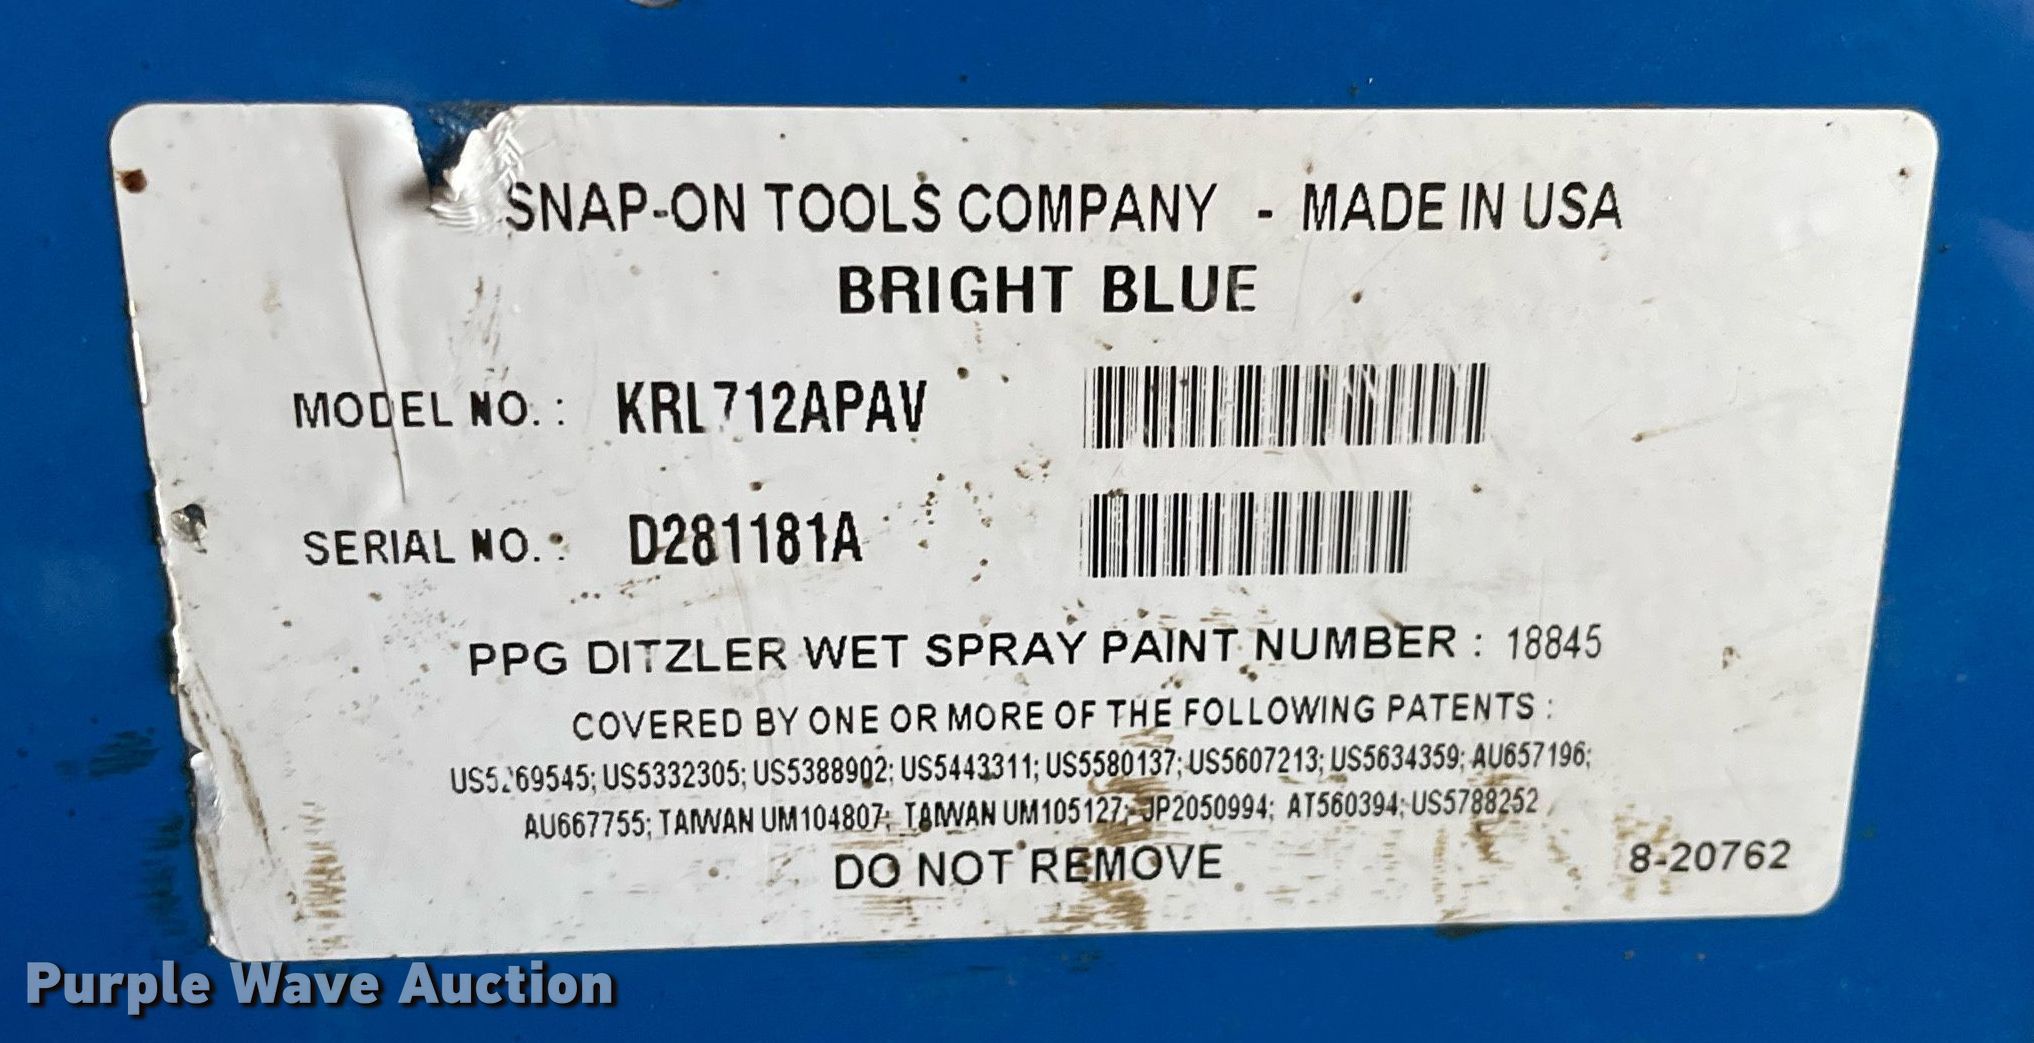 SNAP-ON TOOLS COMPANY - MADE IN USA
BRIGHT BLUE
MODEL NO. : KRL712APAV
SERIAL NO. : D281181A
PPG DITZLER WET SPRAY PAINT NUMBER : 18845
COVERED BY ONE OR MORE OF THE FOLLOWING PATENTS :
US5332305; US5388902; US5443311; US5580137; US5607213; US5634359; AU657196;
AU667755; TAIWAN UM104807; TAIWAN UM105127; JP2050994; AT560394; US5788252
DO NOT REMOVE
8-20762
Purple Wave Auction